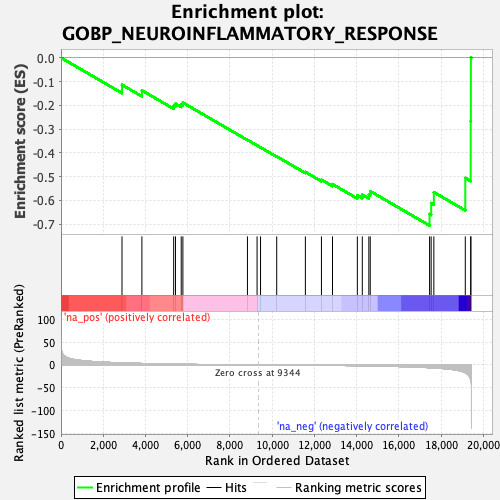 Enrichment plot:
GOBP_NEUROINFLAMMATORY_RESPONSE
Enrichment score (ES)
0.0
-0.1
-0.2
-0.3
-0.4
-0.5
-0.6
-0.7
Ranked list metric (PreRanked)
100
50
0
-50
-100
-150
'na_pos' (positively correlated)
Zero cross at 9344
'na_neg' (negatively correlated)
0 2,000 4,000 6,000 8,000 10,000 12,000 14,000 16,000 18,000 20,000
Rank in Ordered Dataset
Enrichment profile Hits Ranking metric scores